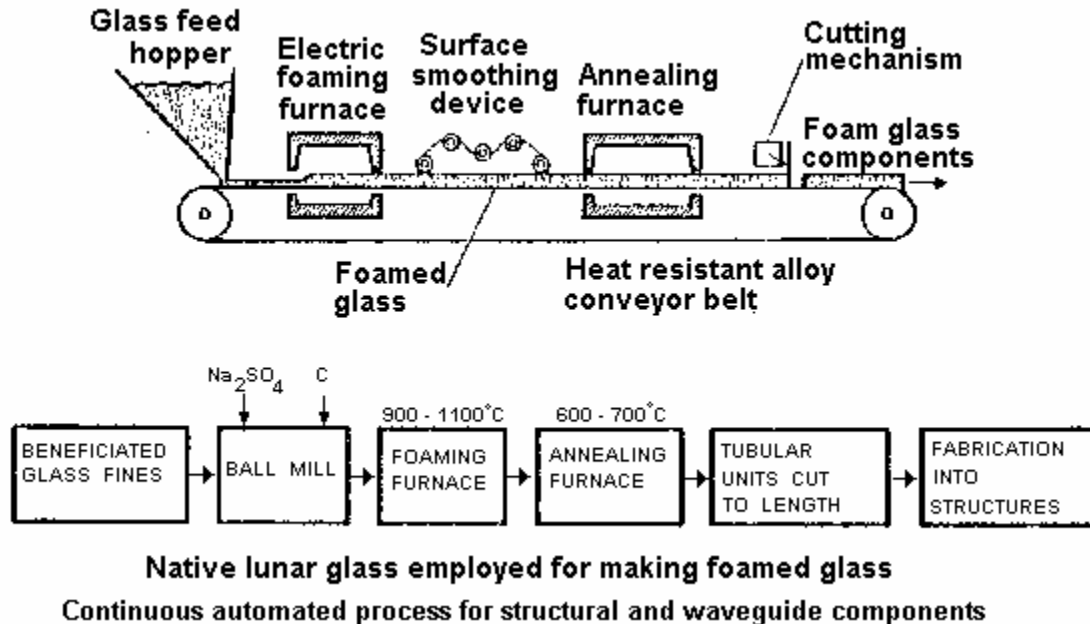 Glass feed
hopper
Electric
foaming
furnace
Surface
smoothing
device
Annealing
furnace
Cutting
mechanism
Foam glass
components
Foamed
glass
Heat resistant alloy
conveyor belt
Na₂SO₄
C
900 - 1100°C
600 - 700°C
BENEFICIATED
GLASS FINES
BALL MILL
FOAMING
FURNACE
ANNEALING
FURNACE
TUBULAR
UNITS CUT
TO LENGTH
FABRICATION
INTO
STRUCTURES
Native lunar glass employed for making foamed glass
Continuous automated process for structural and waveguide components